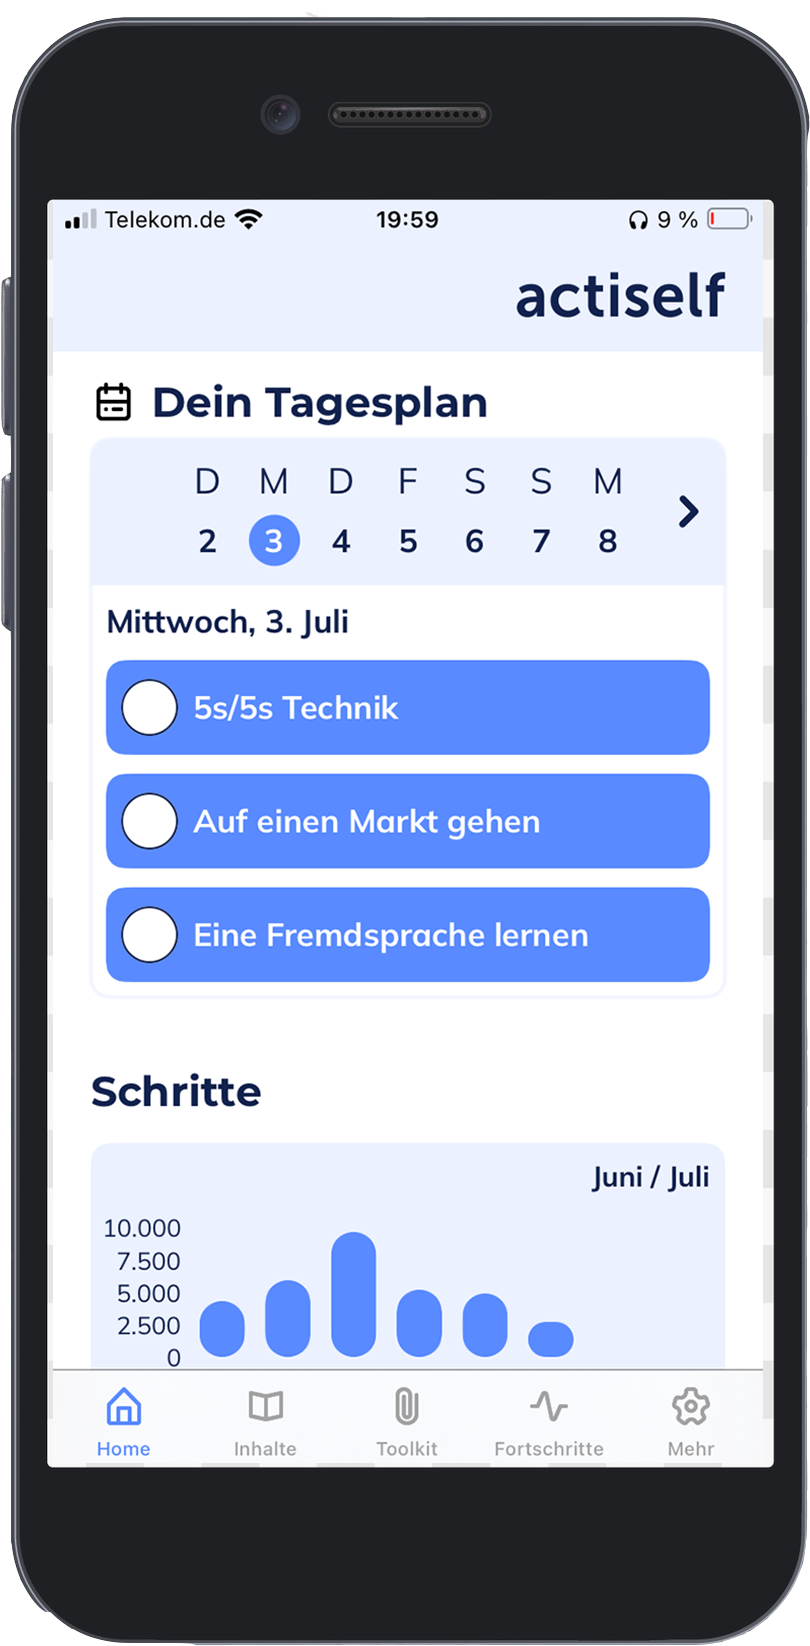 Telekom.de 19:59 9 %
actiself
Dein Tagesplan
D M D F S S M
2 3 4 5 6 7 8
Mittwoch, 3. Juli
5s/5s Technik
Auf einen Markt gehen
Eine Fremdsprache lernen
Schritte
Juni / Juli
10.000
7.500
5.000
2.500
0
Home Inhalte Toolkit Fortschritte Mehr